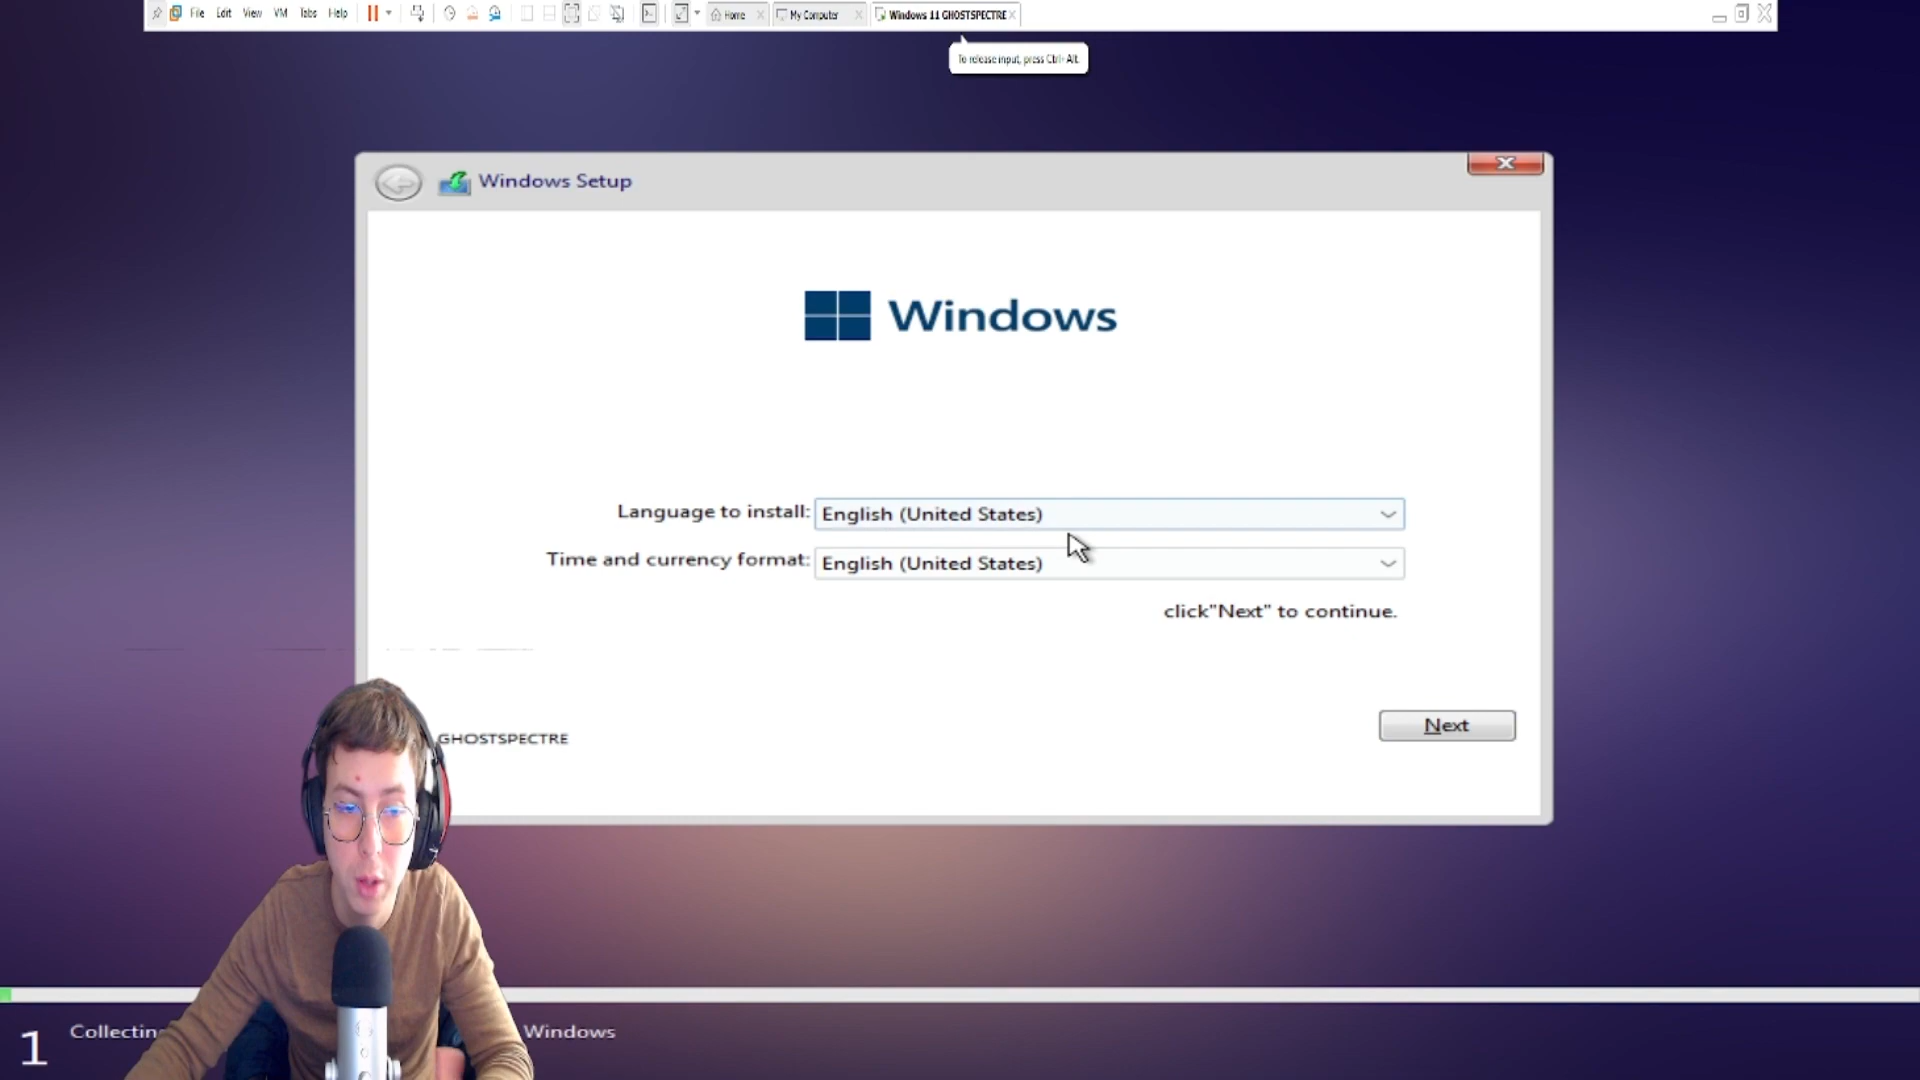 File Edit View VM Tabs Help Home My Computer Windows 11 GHOSTSPECTRE
To release input, press Ctrl+Alt.
Windows Setup
Windows
Language to install: English (United States)
Time and currency format: English (United States)
click"Next" to continue.
Next
GHOSTSPECTRE
1 Collectin Windows